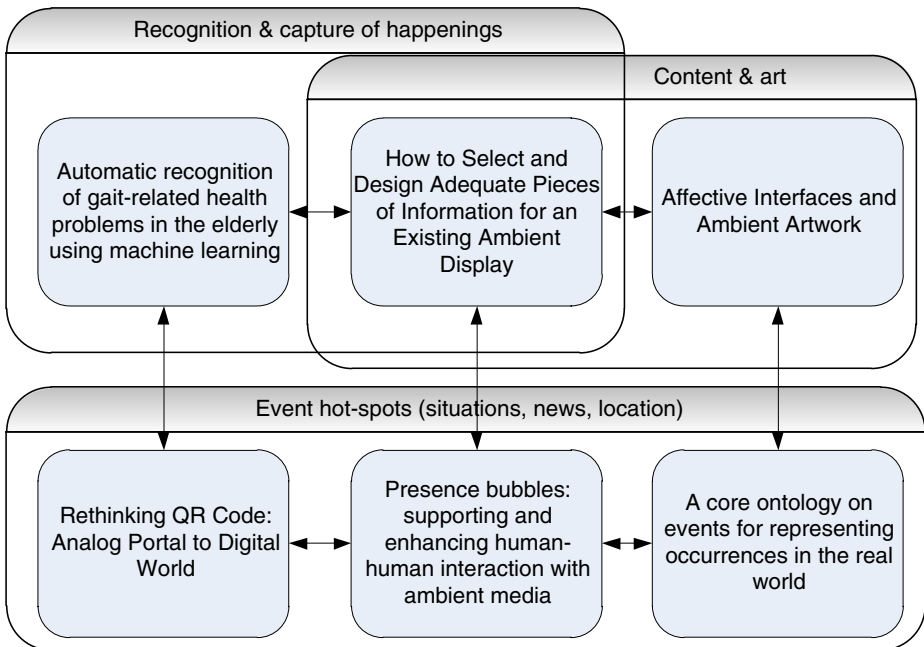 Recognition & capture of happenings
Content & art
Automatic recognition
of gait-related health
problems in the elderly
using machine learning
How to Select and
Design Adequate Pieces
of Information for an
Existing Ambient
Display
Affective Interfaces and
Ambient Artwork
Event hot-spots (situations, news, location)
Rethinking QR Code:
Analog Portal to Digital
World
Presence bubbles:
supporting and
enhancing human-
human interaction with
ambient media
A core ontology on
events for representing
occurrences in the real
world